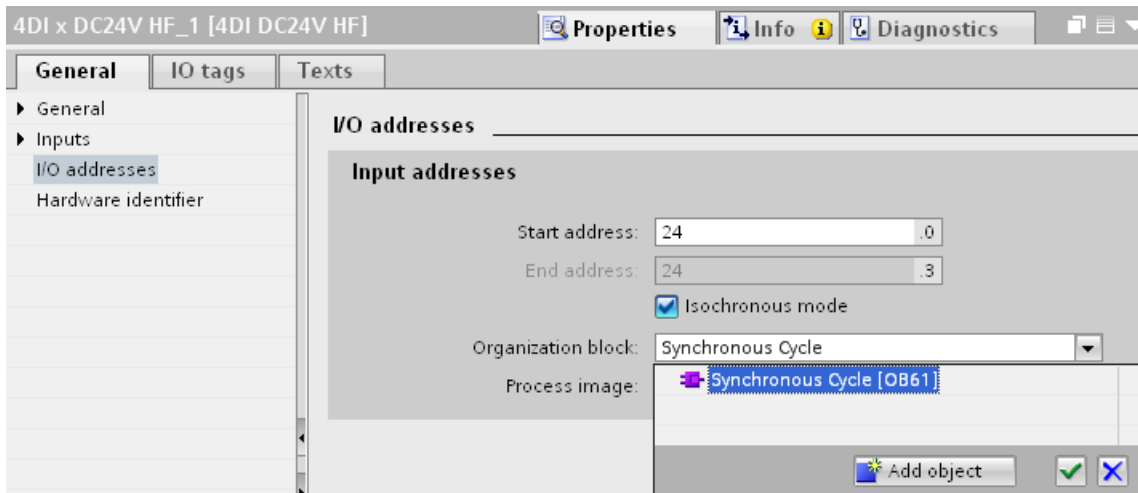 4DI x DC24V HF_1 [4DI DC24V HF]
Properties
Info
Diagnostics
General
IO tags
Texts
General
Inputs
I/O addresses
Hardware identifier
I/O addresses
Input addresses
Start address: 24 .0
End address: 24 .3
Isochronous mode
Organization block: Synchronous Cycle
Process image:
Synchronous Cycle [OB61]
Add object